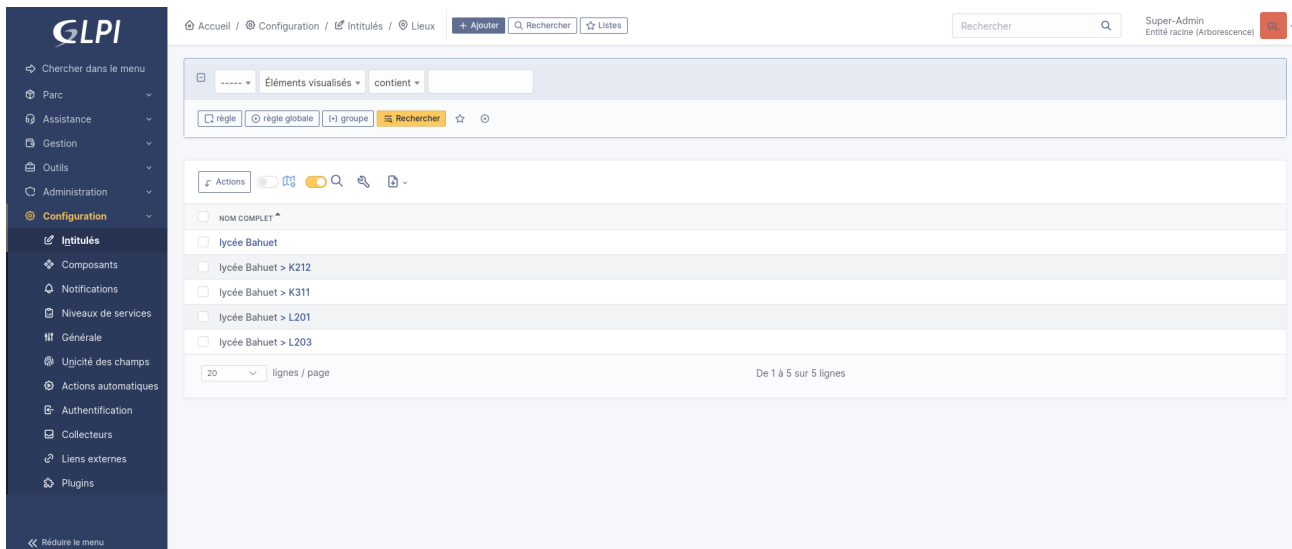 GLPI
Accueil / Configuration / Intitulés / Lieux + Ajouter Rechercher Listes
Rechercher
Super-Admin
Entité racine (Arborescence)
GL
Chercher dans le menu
Parc
Assistance
Gestion
Outils
Administration
Configuration
Intitulés
Composants
Notifications
Niveaux de services
Générale
Unicité des champs
Actions automatiques
Authentification
Collecteurs
Liens externes
Plugins
Réduire le menu
----- Éléments visualisés contient
règle règle globale (+) groupe Rechercher
Actions
NOM COMPLET
lycée Bahuet
lycée Bahuet > K212
lycée Bahuet > K311
lycée Bahuet > L201
lycée Bahuet > L203
20 lignes / page De 1 à 5 sur 5 lignes